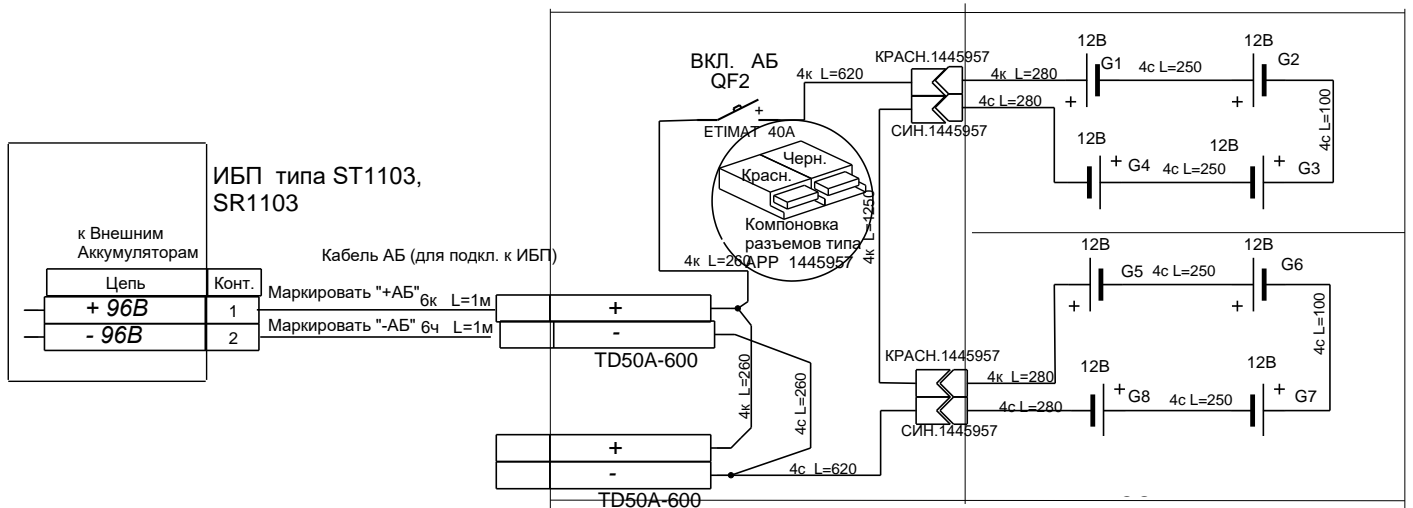 ВКЛ. АБ
QF2
4к L=620
КРАСН.1445957
4к L=280
12В
G1
4с L=250
12В
G2
+
+
4с L=100
+
ETIMAT 40А
СИН.1445957
4с L=280
12В
+ G4
4с L=250
12В
+ G3
Черн.
Красн.
Компоновка
разъемов типа
АРР 1445957
4к L=1250
4к L=260
ИБП типа ST1103,
SR1103
к Внешним
Аккумуляторам
Кабель АБ (для подкл. к ИБП)
Цепь
Конт.
+ 96В
1
Маркировать "+АБ"
6к L=1м
+
- 96В
2
Маркировать "-АБ"
6ч L=1м
-
TD50A-600
12В
G5
4с L=250
12В
G6
+
+
4с L=100
КРАСН.1445957
4к L=280
12В
+ G8
4с L=250
12В
+ G7
4с L=280
СИН.1445957
4к L=260
4с L=260
+
-
4с L=620
TD50A-600